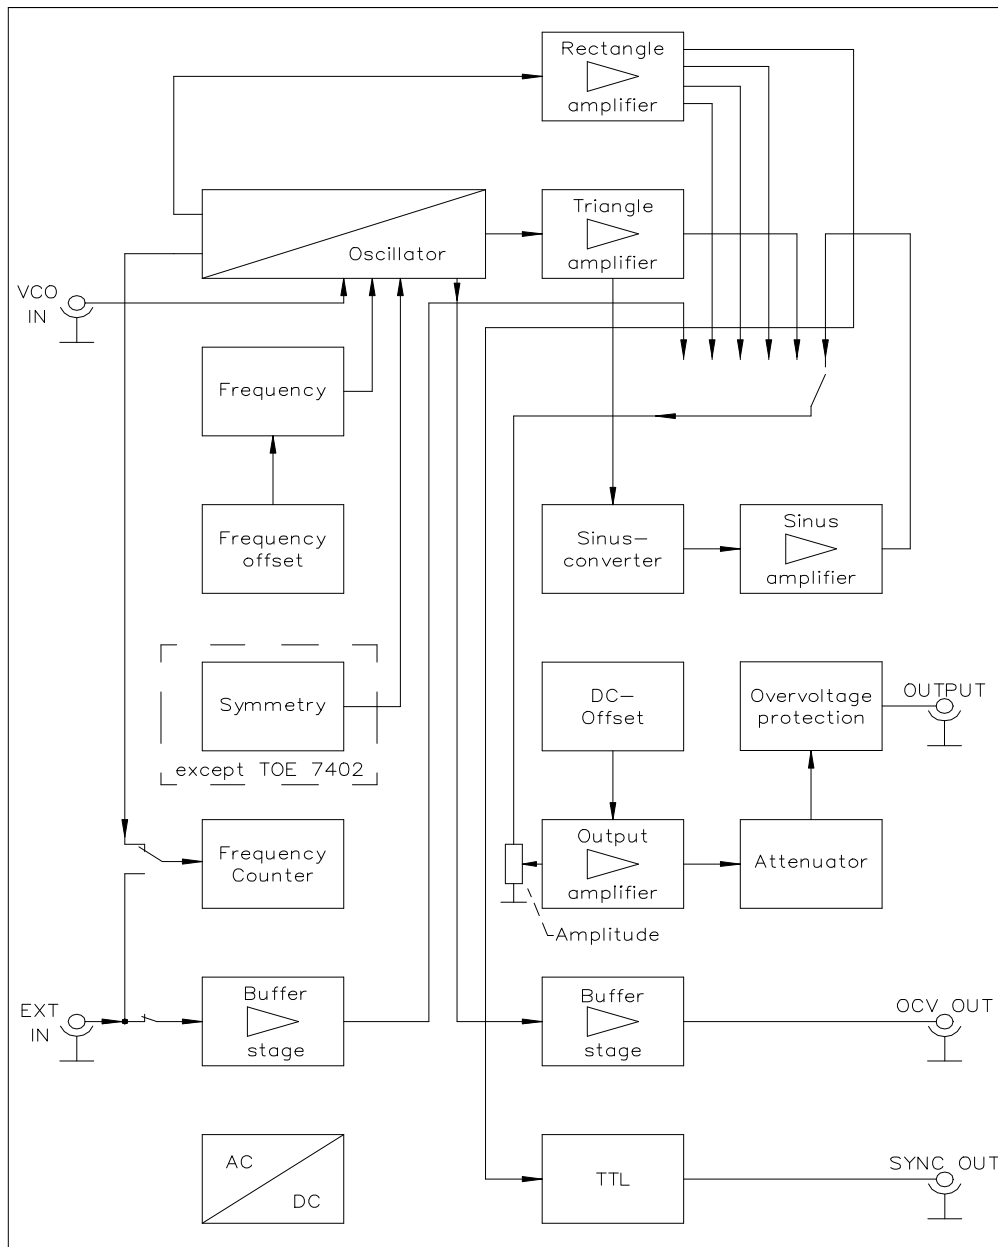 Rectangle
amplifier
Triangle
amplifier
Oscillator
VCO
IN
Frequency
Frequency
offset
Sinus-
converter
Sinus
amplifier
Symmetry
except TOE 7402
DC-
Offset
Overvoltage
protection
OUTPUT
Frequency
Counter
Output
amplifier
Attenuator
Amplitude
EXT
IN
Buffer
stage
Buffer
stage
OCV OUT
AC
DC
TTL
SYNC OUT